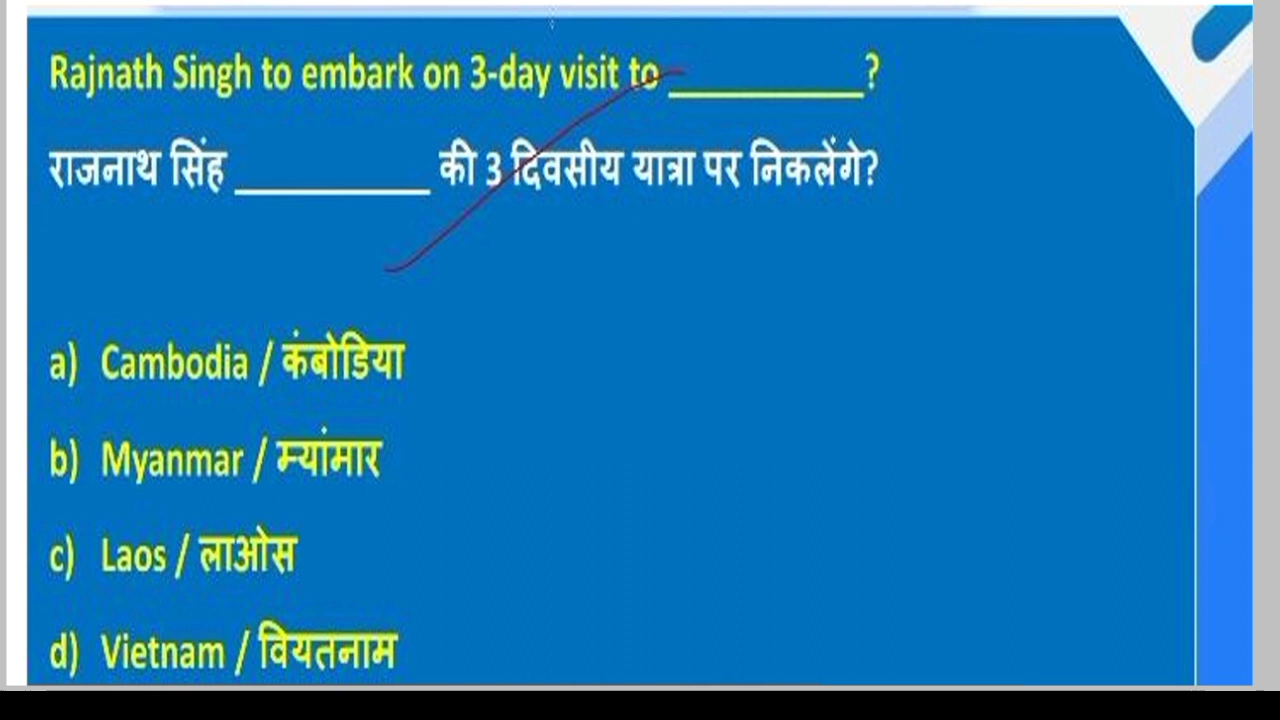 Rajnath Singh to embark on 3-day visit to __________?
राजनाथ सिंह __________ की 3 दिवसीय यात्रा पर निकलेंगे?
a) Cambodia / कंबोडिया
b) Myanmar / म्यांमार
c) Laos / लाओस
d) Vietnam / वियतनाम